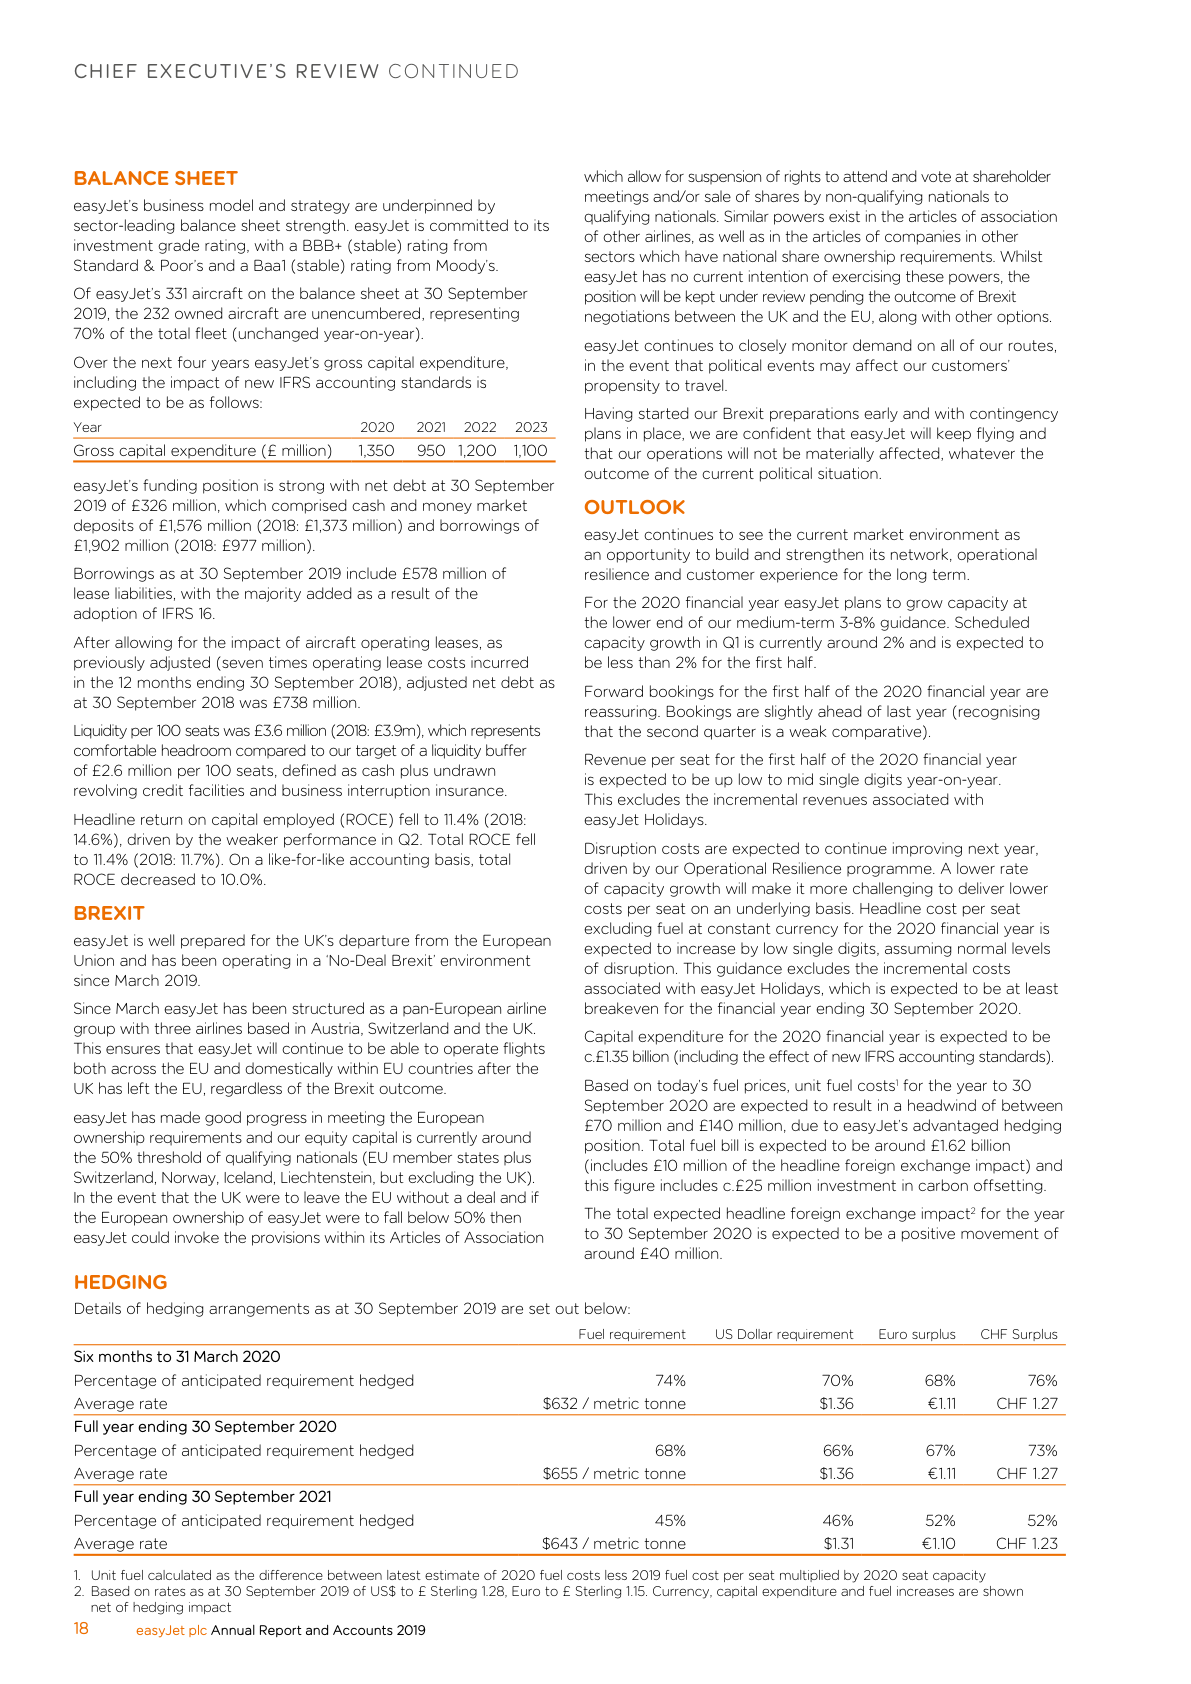 CHIEF EXECUTIVE'S REVIEW CONTINUED
BALANCE SHEET
easyJet's business model and strategy are underpinned by
sector-leading balance sheet strength. easyJet is committed to its
investment grade rating, with a BBB+ (stable) rating from
Standard & Poor's and a Baa1 (stable) rating from Moody's.
Of easyJet's 331 aircraft on the balance sheet at 30 September
2019, the 232 owned aircraft are unencumbered, representing
70% of the total fleet (unchanged year-on-year).
Over the next four years easyJet's gross capital expenditure,
including the impact of new IFRS accounting standards is
expected to be as follows:
Year 2020 2021 2022 2023
Gross capital expenditure (£ million) 1,350 950 1,200 1,100
easyJet's funding position is strong with net debt at 30 September
2019 of £326 million, which comprised cash and money market
deposits of £1,576 million (2018: £1,373 million) and borrowings of
£1,902 million (2018: £977 million).
Borrowings as at 30 September 2019 include £578 million of
lease liabilities, with the majority added as a result of the
adoption of IFRS 16.
After allowing for the impact of aircraft operating leases, as
previously adjusted (seven times operating lease costs incurred
in the 12 months ending 30 September 2018), adjusted net debt as
at 30 September 2018 was £738 million.
Liquidity per 100 seats was £3.6 million (2018: £3.9m), which represents
comfortable headroom compared to our target of a liquidity buffer
of £2.6 million per 100 seats, defined as cash plus undrawn
revolving credit facilities and business interruption insurance.
Headline return on capital employed (ROCE) fell to 11.4% (2018:
14.6%), driven by the weaker performance in Q2. Total ROCE fell
to 11.4% (2018: 11.7%). On a like-for-like accounting basis, total
ROCE decreased to 10.0%.
BREXIT
easyJet is well prepared for the UK's departure from the European
Union and has been operating in a 'No-Deal Brexit' environment
since March 2019.
Since March easyJet has been structured as a pan-European airline
group with three airlines based in Austria, Switzerland and the UK.
This ensures that easyJet will continue to be able to operate flights
both across the EU and domestically within EU countries after the
UK has left the EU, regardless of the Brexit outcome.
easyJet has made good progress in meeting the European
ownership requirements and our equity capital is currently around
the 50% threshold of qualifying nationals (EU member states plus
Switzerland, Norway, Iceland, Liechtenstein, but excluding the UK).
In the event that the UK were to leave the EU without a deal and if
the European ownership of easyJet were to fall below 50% then
easyJet could invoke the provisions within its Articles of Association
which allow for suspension of rights to attend and vote at shareholder
meetings and/or sale of shares by non-qualifying nationals to
qualifying nationals. Similar powers exist in the articles of association
of other airlines, as well as in the articles of companies in other
sectors which have national share ownership requirements. Whilst
easyJet has no current intention of exercising these powers, the
position will be kept under review pending the outcome of Brexit
negotiations between the UK and the EU, along with other options.
easyJet continues to closely monitor demand on all of our routes,
in the event that political events may affect our customers'
propensity to travel.
Having started our Brexit preparations early and with contingency
plans in place, we are confident that easyJet will keep flying and
that our operations will not be materially affected, whatever the
outcome of the current political situation.
OUTLOOK
easyJet continues to see the current market environment as
an opportunity to build and strengthen its network, operational
resilience and customer experience for the long term.
For the 2020 financial year easyJet plans to grow capacity at
the lower end of our medium-term 3-8% guidance. Scheduled
capacity growth in Q1 is currently around 2% and is expected to
be less than 2% for the first half.
Forward bookings for the first half of the 2020 financial year are
reassuring. Bookings are slightly ahead of last year (recognising
that the second quarter is a weak comparative).
Revenue per seat for the first half of the 2020 financial year
is expected to be up low to mid single digits year-on-year.
This excludes the incremental revenues associated with
easyJet Holidays.
Disruption costs are expected to continue improving next year,
driven by our Operational Resilience programme. A lower rate
of capacity growth will make it more challenging to deliver lower
costs per seat on an underlying basis. Headline cost per seat
excluding fuel at constant currency for the 2020 financial year is
expected to increase by low single digits, assuming normal levels
of disruption. This guidance excludes the incremental costs
associated with easyJet Holidays, which is expected to be at least
breakeven for the financial year ending 30 September 2020.
Capital expenditure for the 2020 financial year is expected to be
c.£1.35 billion (including the effect of new IFRS accounting standards).
Based on today's fuel prices, unit fuel costs¹ for the year to 30
September 2020 are expected to result in a headwind of between
£70 million and £140 million, due to easyJet's advantaged hedging
position. Total fuel bill is expected to be around £1.62 billion
(includes £10 million of the headline foreign exchange impact) and
this figure includes c.£25 million investment in carbon offsetting.
The total expected headline foreign exchange impact² for the year
to 30 September 2020 is expected to be a positive movement of
around £40 million.
HEDGING
Details of hedging arrangements as at 30 September 2019 are set out below:
Fuel requirement US Dollar requirement Euro surplus CHF Surplus
Six months to 31 March 2020
Percentage of anticipated requirement hedged 74% 70% 68% 76%
Average rate $632 / metric tonne $1.36 €1.11 CHF 1.27
Full year ending 30 September 2020
Percentage of anticipated requirement hedged 68% 66% 67% 73%
Average rate $655 / metric tonne $1.36 €1.11 CHF 1.27
Full year ending 30 September 2021
Percentage of anticipated requirement hedged 45% 46% 52% 52%
Average rate $643 / metric tonne $1.31 €1.10 CHF 1.23
1. Unit fuel calculated as the difference between latest estimate of 2020 fuel costs less 2019 fuel cost per seat multiplied by 2020 seat capacity
2. Based on rates as at 30 September 2019 of US$ to £ Sterling 1.28, Euro to £ Sterling 1.15. Currency, capital expenditure and fuel increases are shown
net of hedging impact
18 easyJet plc Annual Report and Accounts 2019